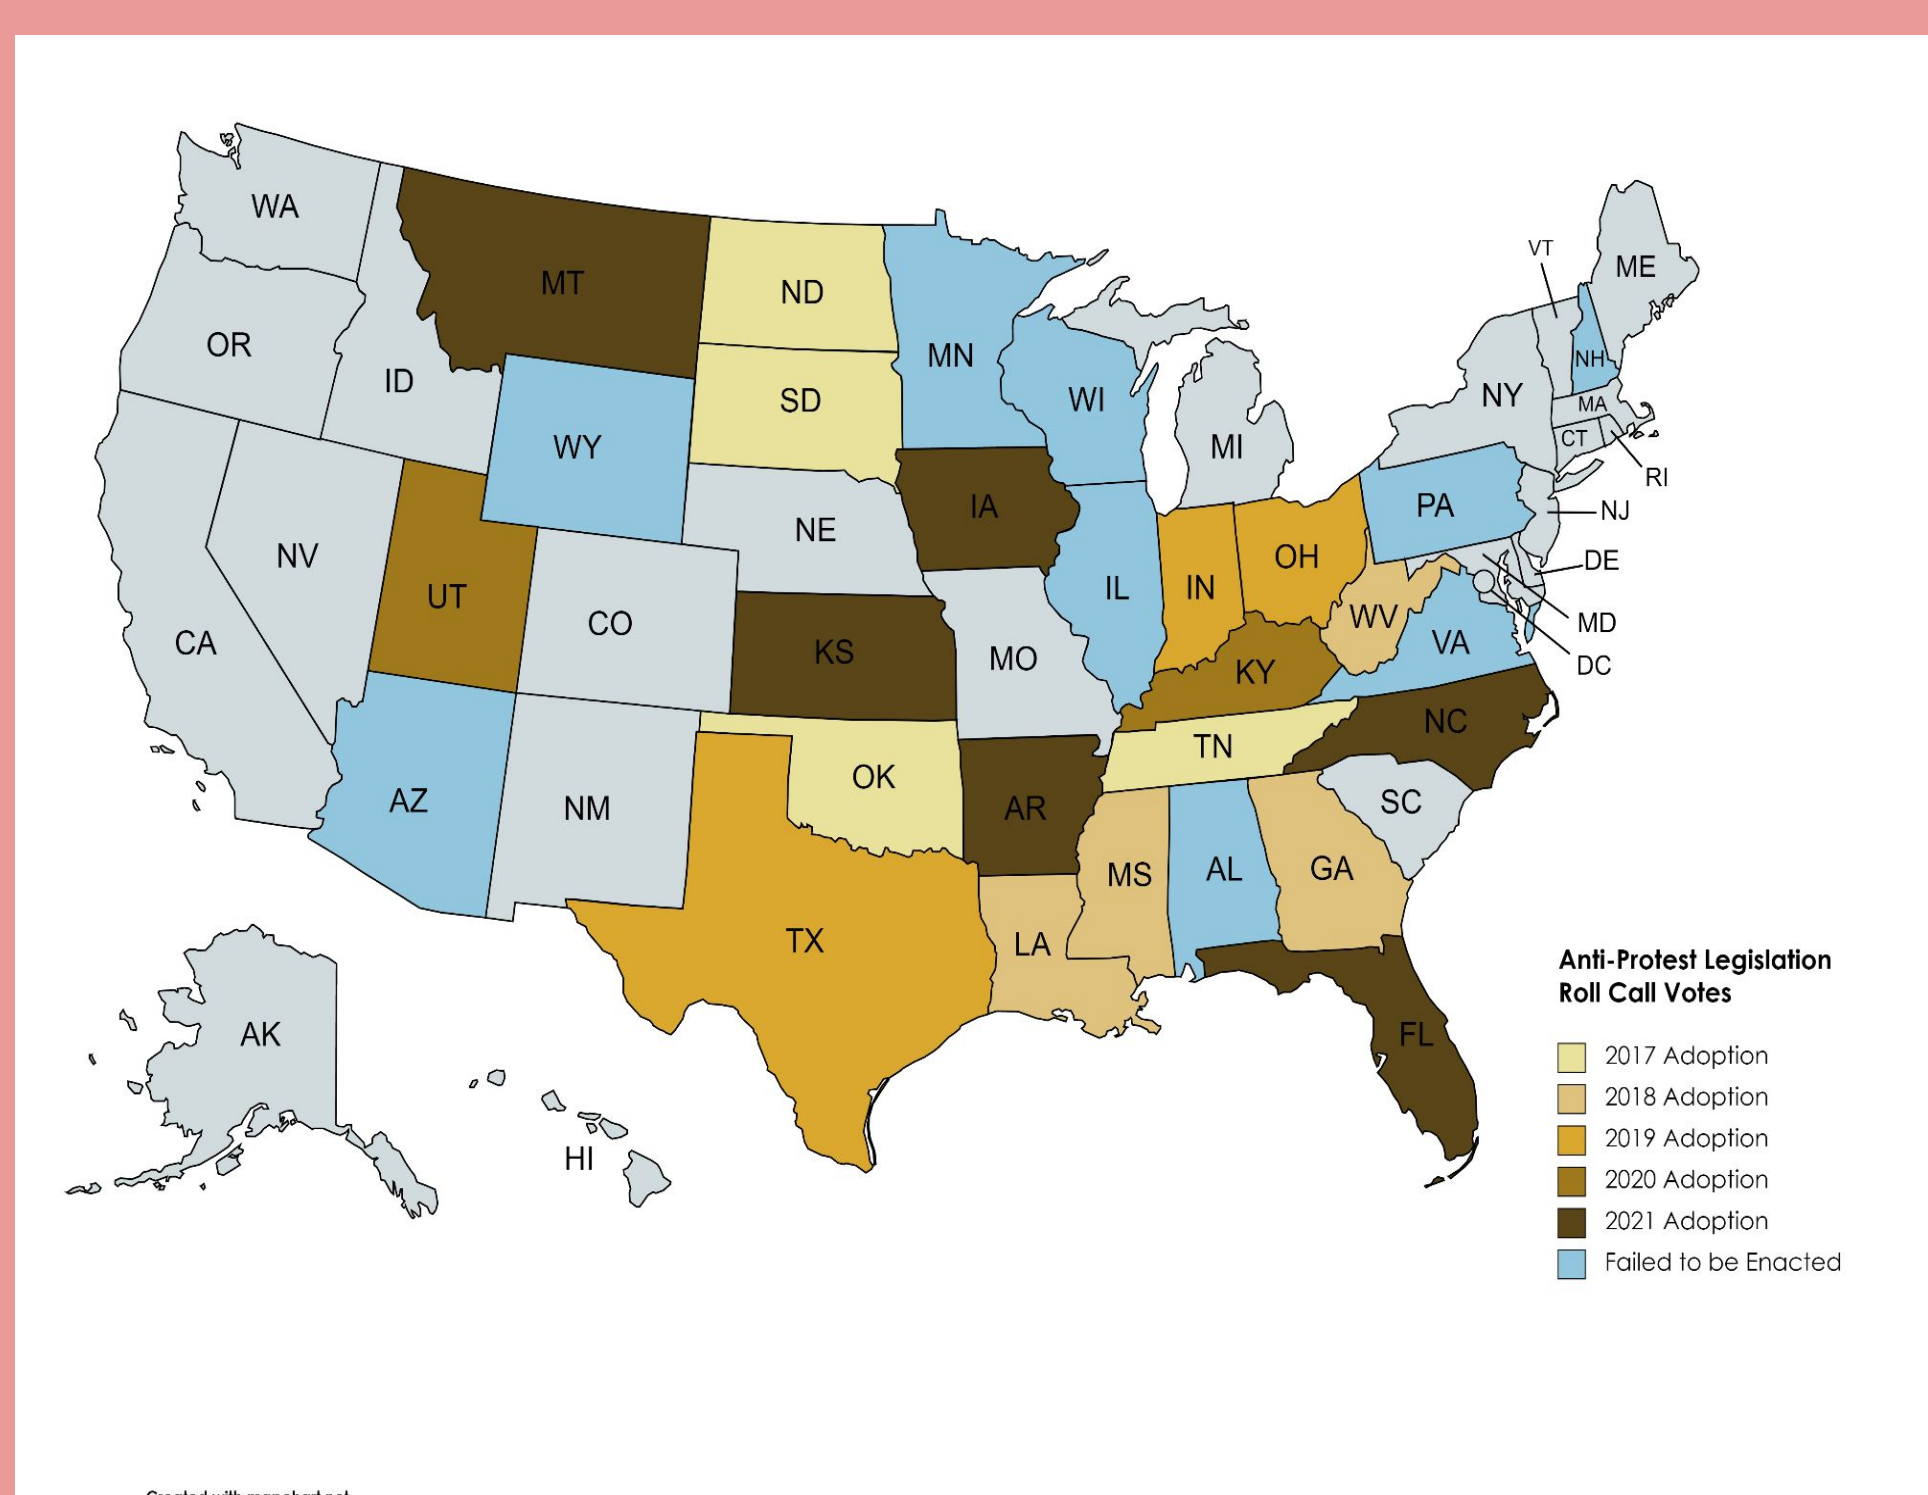 WA
MT
ND
MN
VT
ME
OR
ID
SD
WI
NH
NY
MA
WY
MI
CT
RI
IA
PA
NJ
NE
NV
OH
DE
UT
IN
IL
CO
WV
MD
CA
KS
MO
KY
VA
DC
NC
TN
OK
AZ
NM
AR
SC
MS
AL
GA
TX
LA
AK
FL
HI
Anti-Protest Legislation
Roll Call Votes
2017 Adoption
2018 Adoption
2019 Adoption
2020 Adoption
2021 Adoption
Failed to be Enacted